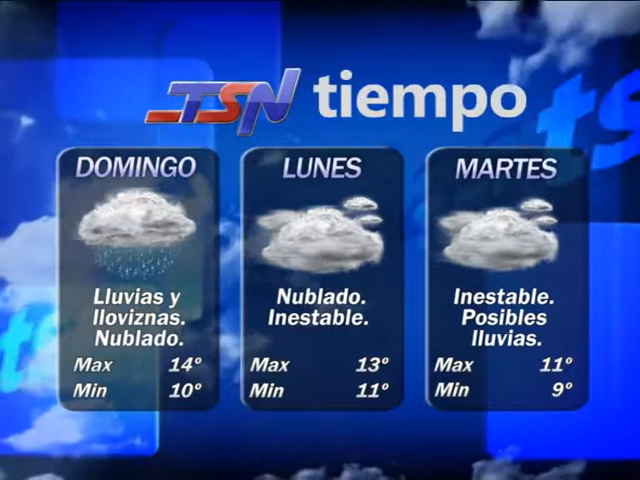 TSN tiempo
DOMINGO
Lluvias y
lloviznas.
Nublado.
Max 14º
Min 10º
LUNES
Nublado.
Inestable.
Max 13º
Min 11º
MARTES
Inestable.
Posibles
lluvias.
Max 11º
Min 9º